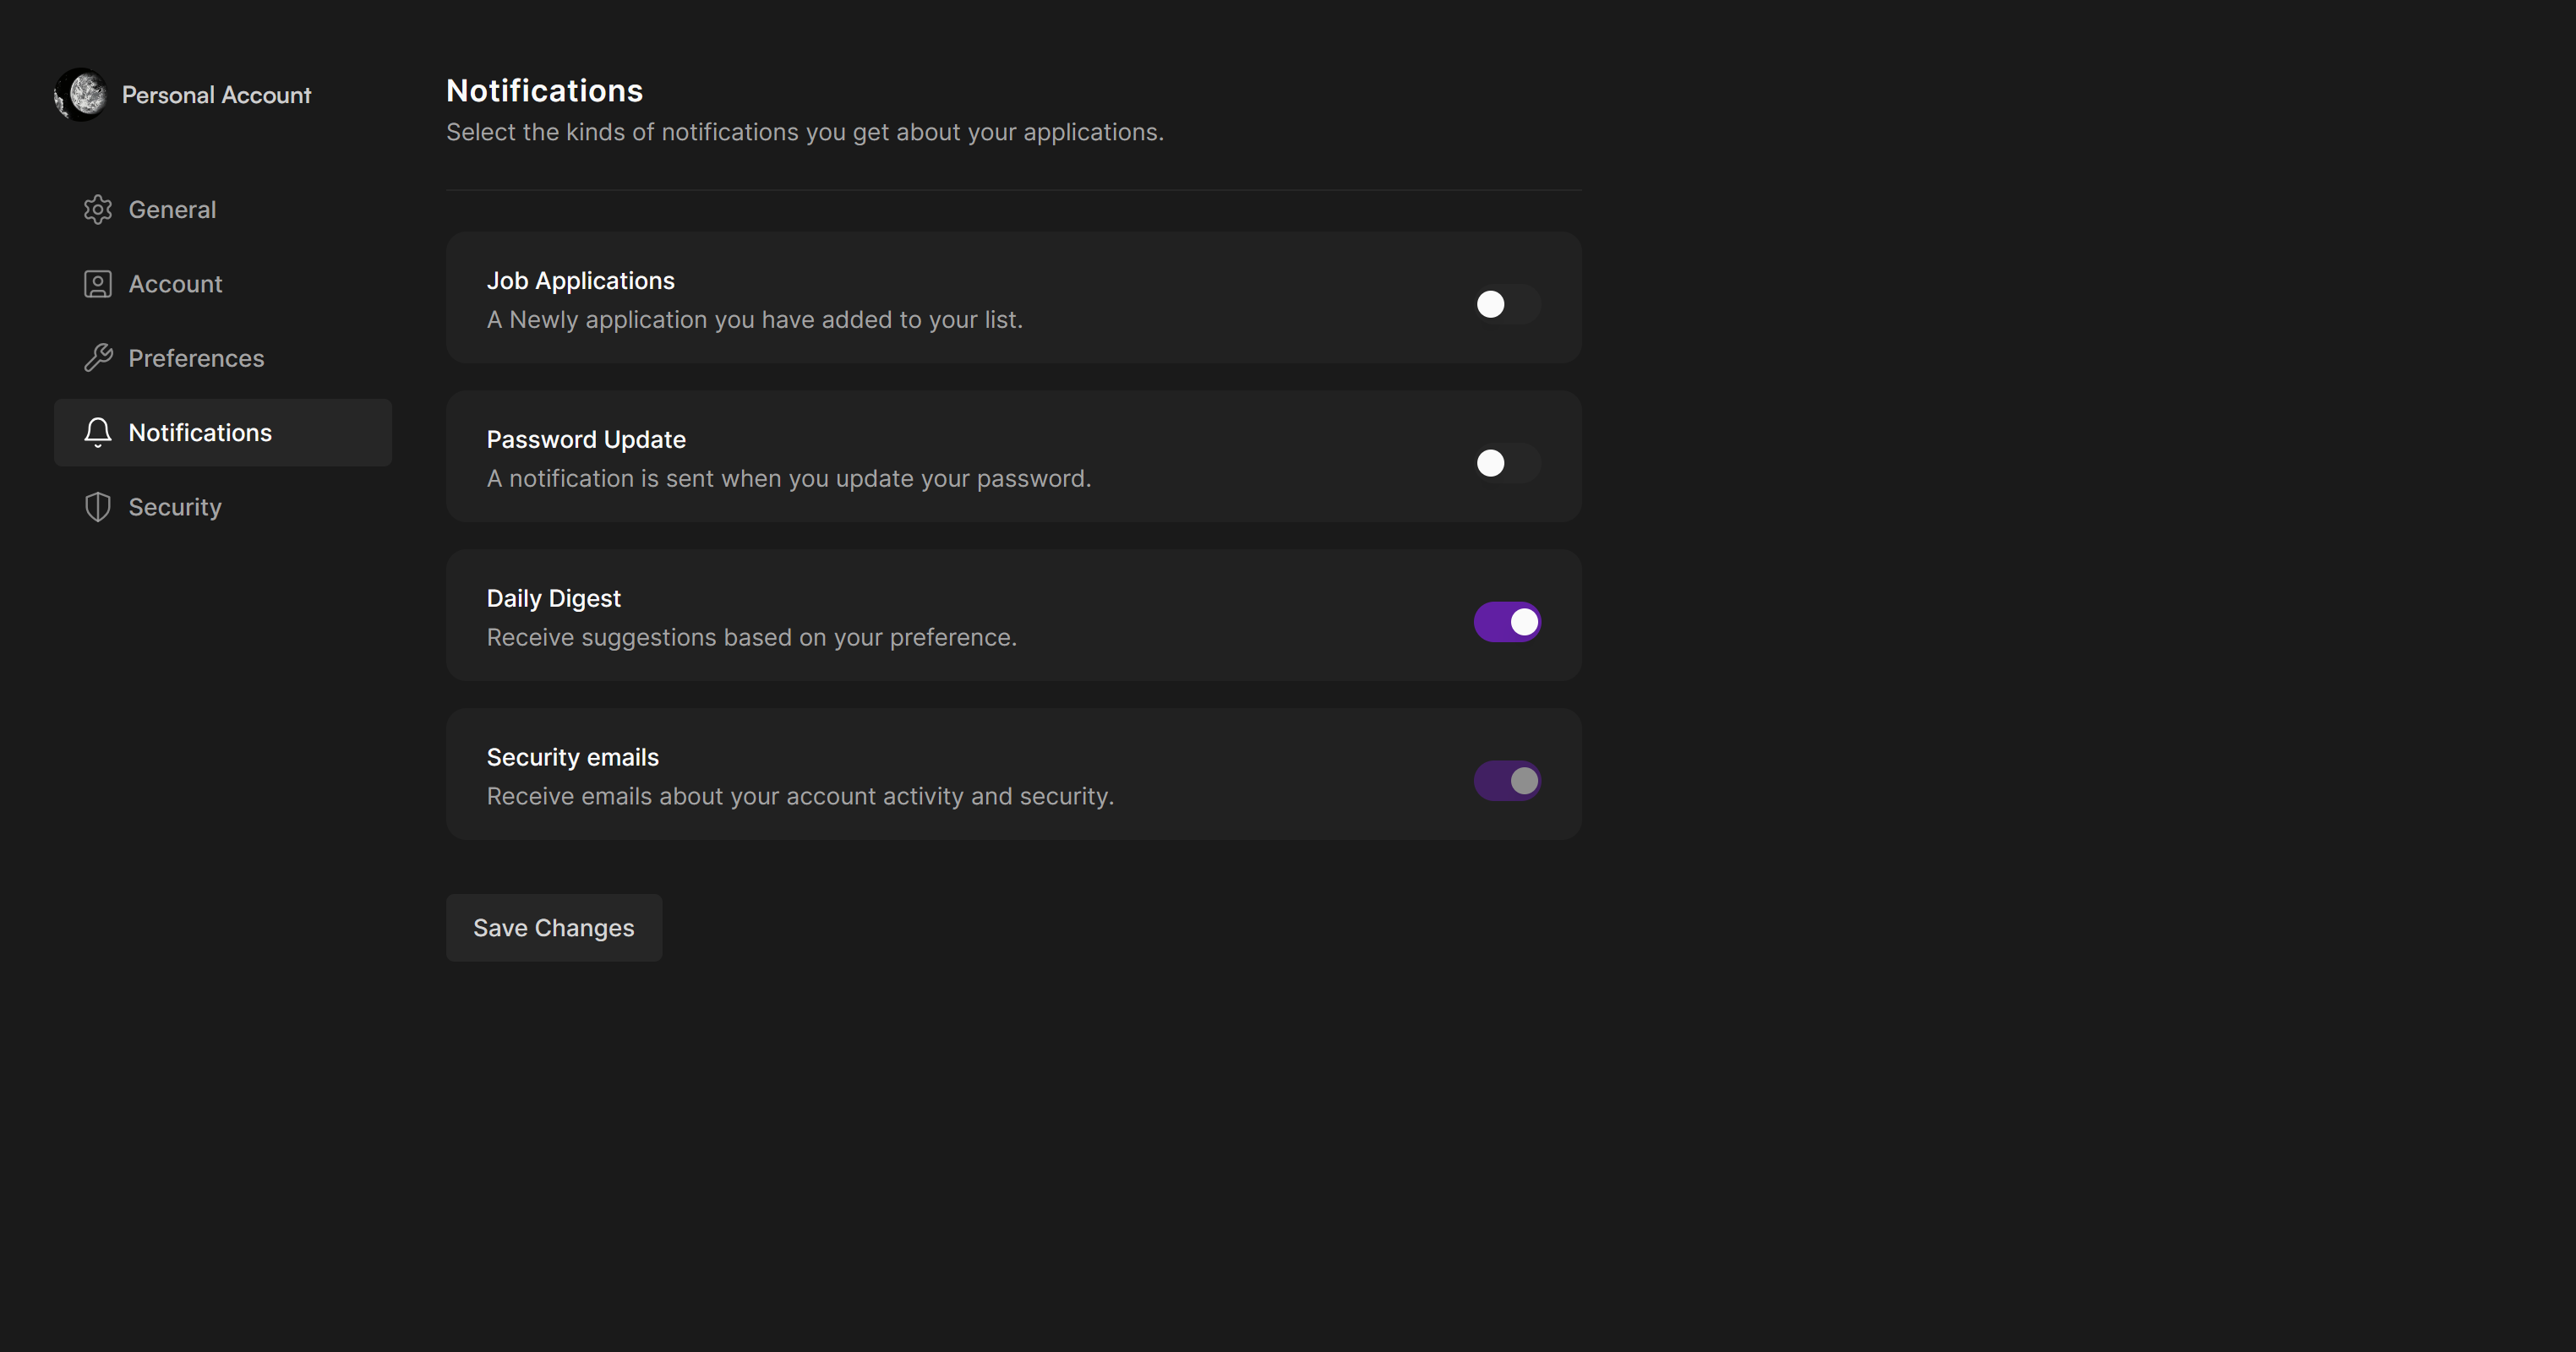 Personal Account
General
Account
Preferences
Notifications
Security
Notifications
Select the kinds of notifications you get about your applications.
Job Applications
A Newly application you have added to your list.
Password Update
A notification is sent when you update your password.
Daily Digest
Receive suggestions based on your preference.
Security emails
Receive emails about your account activity and security.
Save Changes